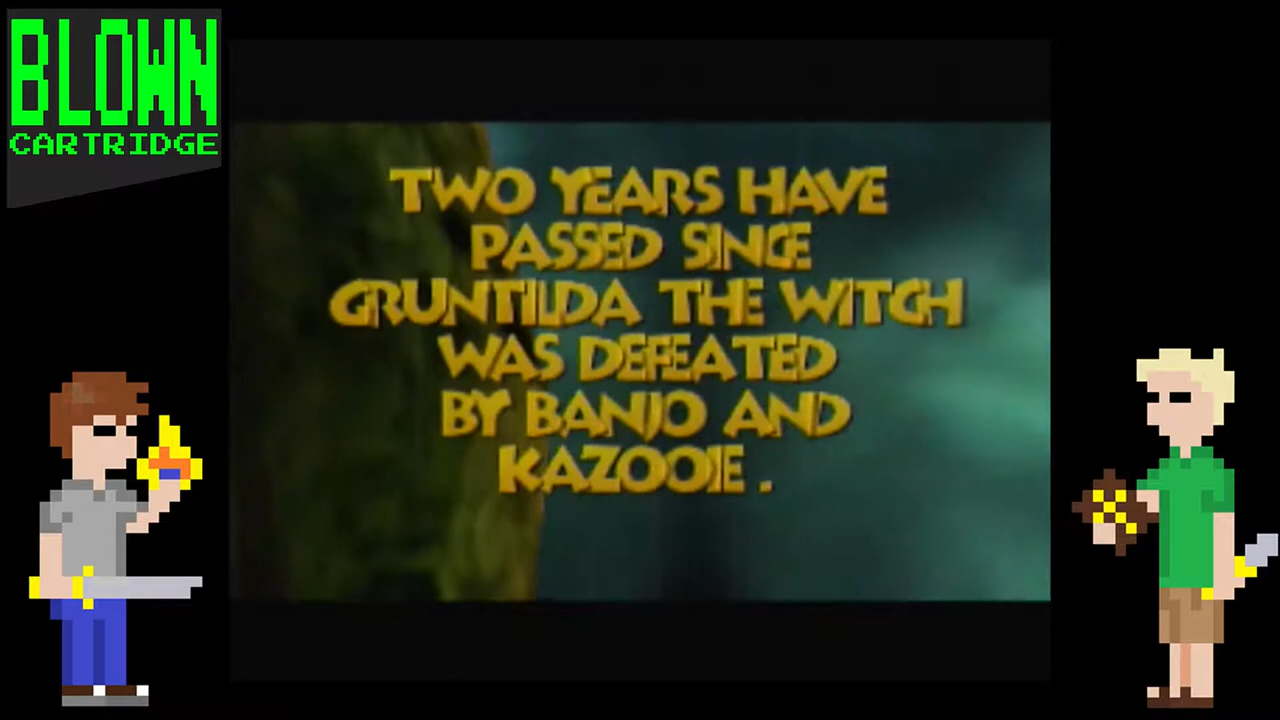 BLOWN
CARTRIDGE
TWO YEARS HAVE
PASSED SINCE
GRUNTILDA THE WITCH
WAS DEFEATED
BY BANJO AND
KAZOOIE .